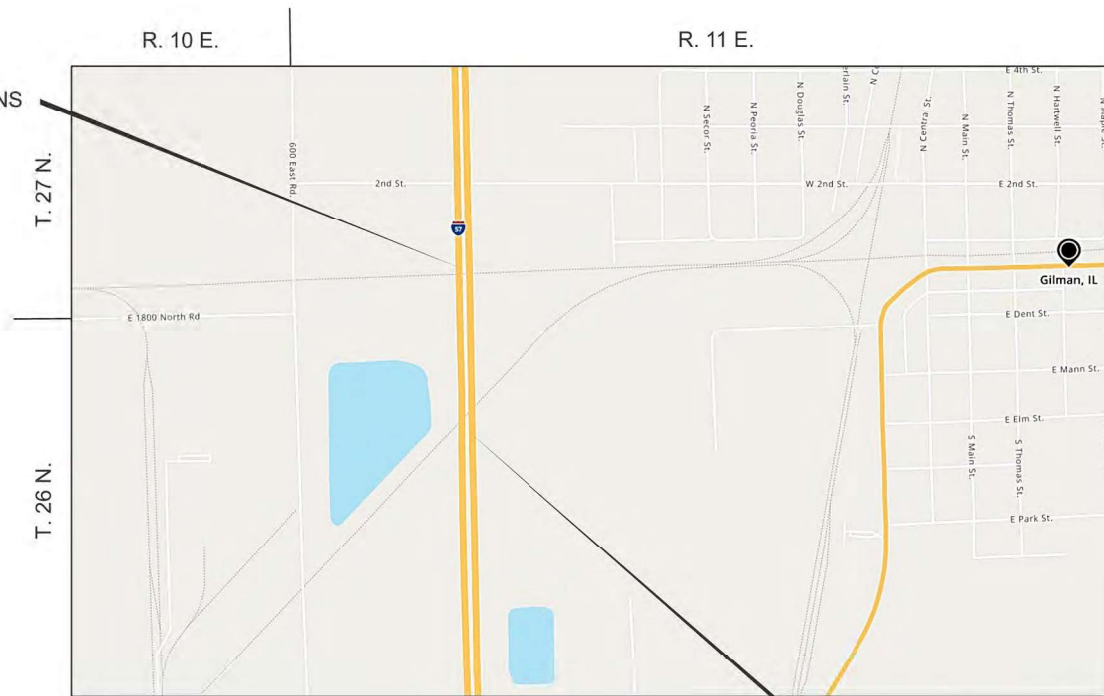 R. 10 E.
R. 11 E.
NS
T. 27 N.
T. 26 N.
600 East Rd.
2nd St.
57
E 1800 North Rd
N Secor St.
N Peoria St.
N Douglas St.
N Centra St.
N Main St.
N Thomas St.
N Hartwell St.
E 4th St.
W 2nd St.
E 2nd St.
Gilman, IL
E Dent St.
E Mann St.
E Elm St.
S Main St.
S Thomas St.
E Park St.